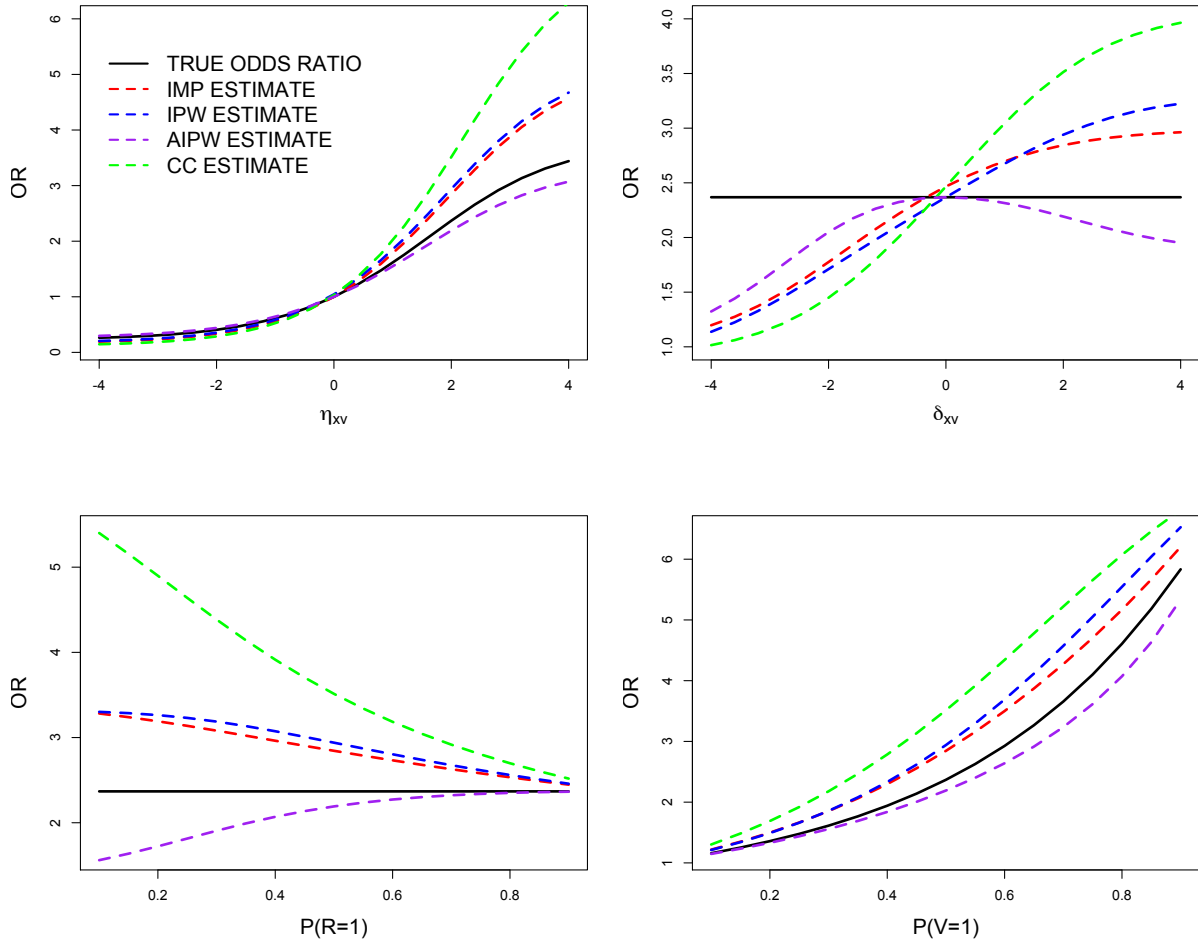 6
5
4
3
2
1
0
OR
TRUE ODDS RATIO
IMP ESTIMATE
IPW ESTIMATE
AIPW ESTIMATE
CC ESTIMATE
-4 -2 0 2 4
ηxv
4.0
3.5
3.0
2.5
2.0
1.5
1.0
OR
-4 -2 0 2 4
δxv
5
4
3
2
OR
0.2 0.4 0.6 0.8
P(R=1)
6
5
4
3
2
1
OR
0.2 0.4 0.6 0.8
P(V=1)